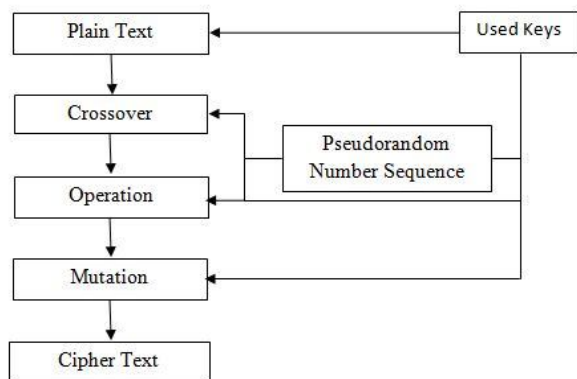 Plain Text
Used Keys
Crossover
Pseudorandom
Number Sequence
Operation
Mutation
Cipher Text